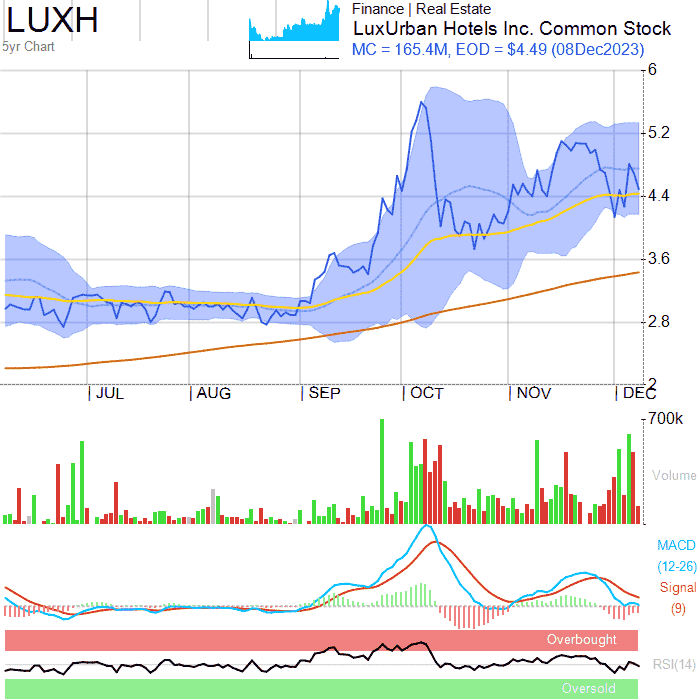 LUXH
5yr Chart
Finance | Real Estate
LuxUrban Hotels Inc. Common Stock
MC = 165.4M, EOD = $4.49 (08Dec2023)
6
5.2
4.4
3.6
2.8
2
JUL AUG SEP OCT NOV DEC
700k
Volume
MACD
(12-26)
Signal
(9)
Overbought
RSI(14)
Oversold